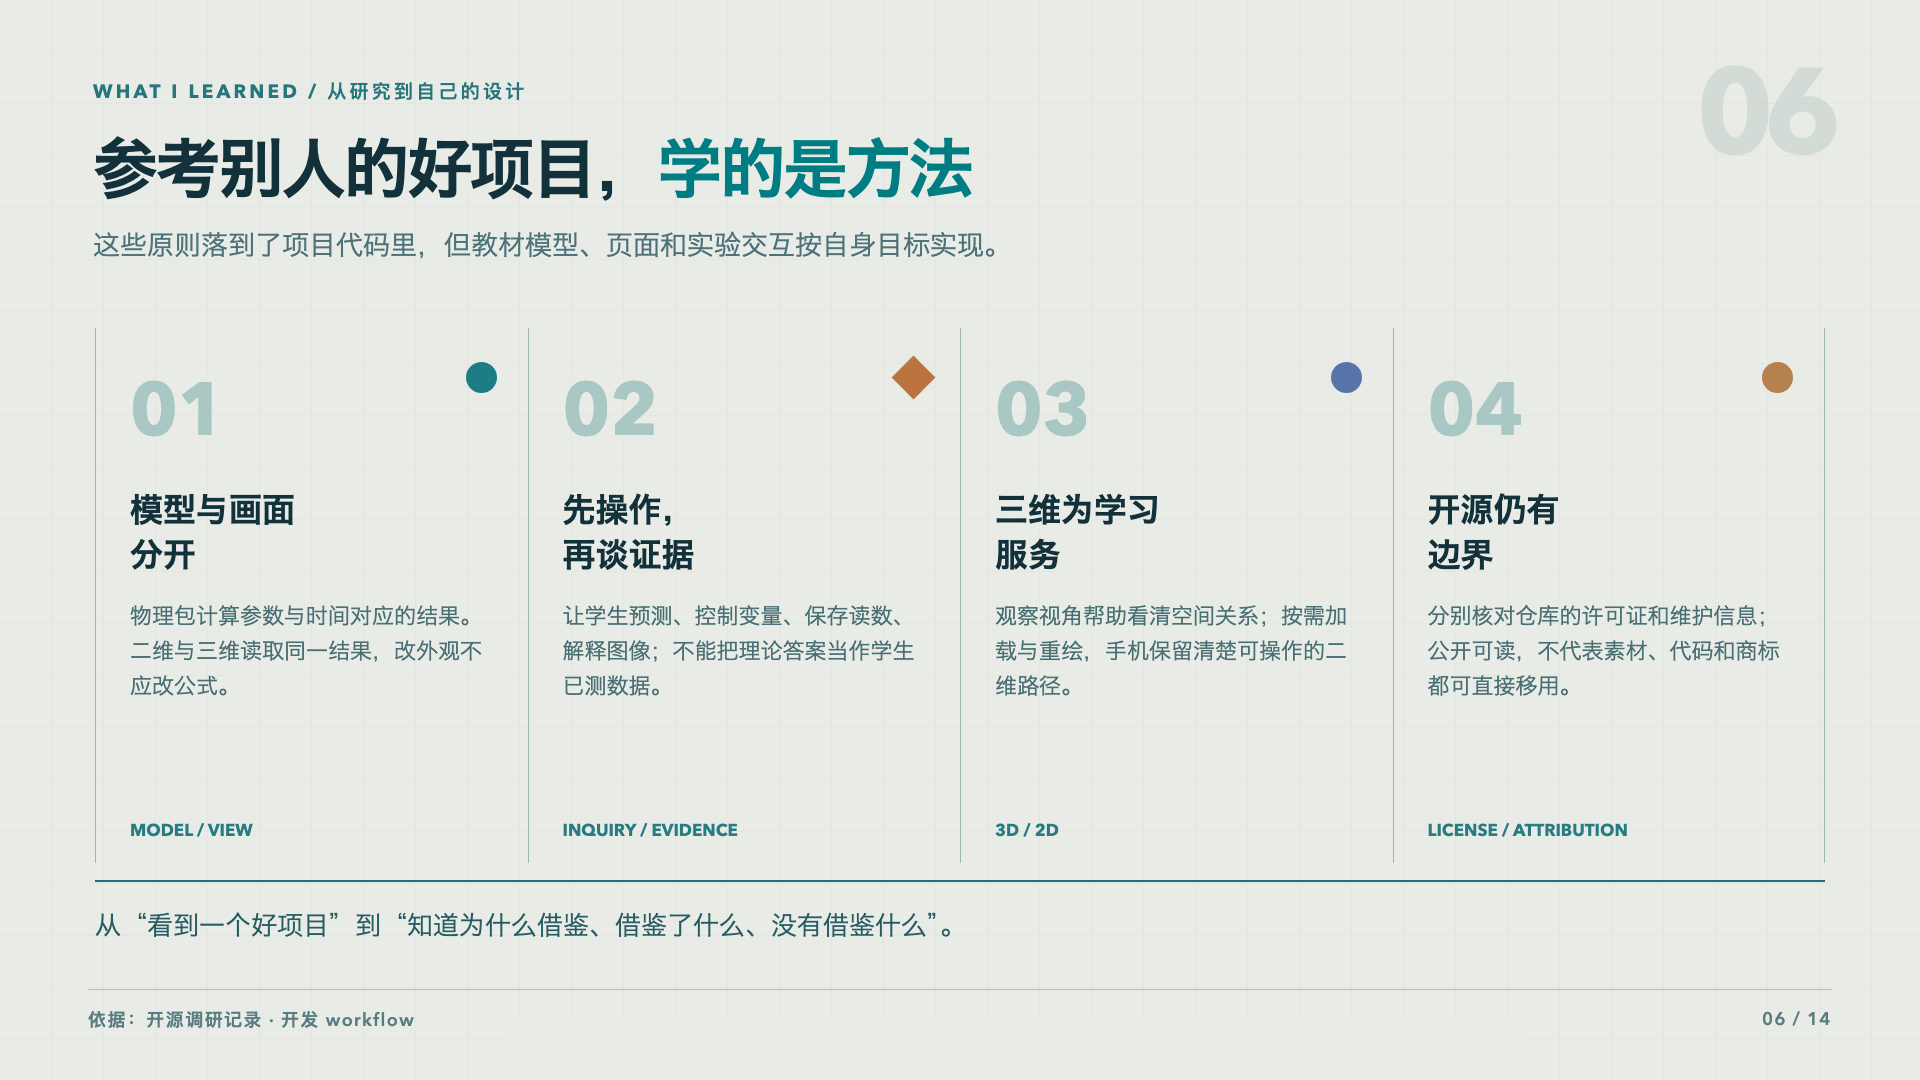 WHAT I LEARNED / 从研究到自己的设计
06
参考别人的好项目，学的是方法
这些原则落到了项目代码里，但教材模型、页面和实验交互按自身目标实现。
01
模型与画面
分开
物理包计算参数与时间对应的结果。
二维与三维读取同一结果，改外观不
应改公式。
MODEL / VIEW
02
先操作，
再谈证据
让学生预测、控制变量、保存读数、
解释图像；不能把理论答案当作学生
已测数据。
INQUIRY / EVIDENCE
03
三维为学习
服务
观察视角帮助看清空间关系；按需加
载与重绘，手机保留清楚可操作的二
维路径。
3D / 2D
04
开源仍有
边界
分别核对仓库的许可证和维护信息；
公开可读，不代表素材、代码和商标
都可直接移用。
LICENSE / ATTRIBUTION
从“看到一个好项目”到“知道为什么借鉴、借鉴了什么、没有借鉴什么”。
依据：开源调研记录 · 开发 workflow
06 / 14